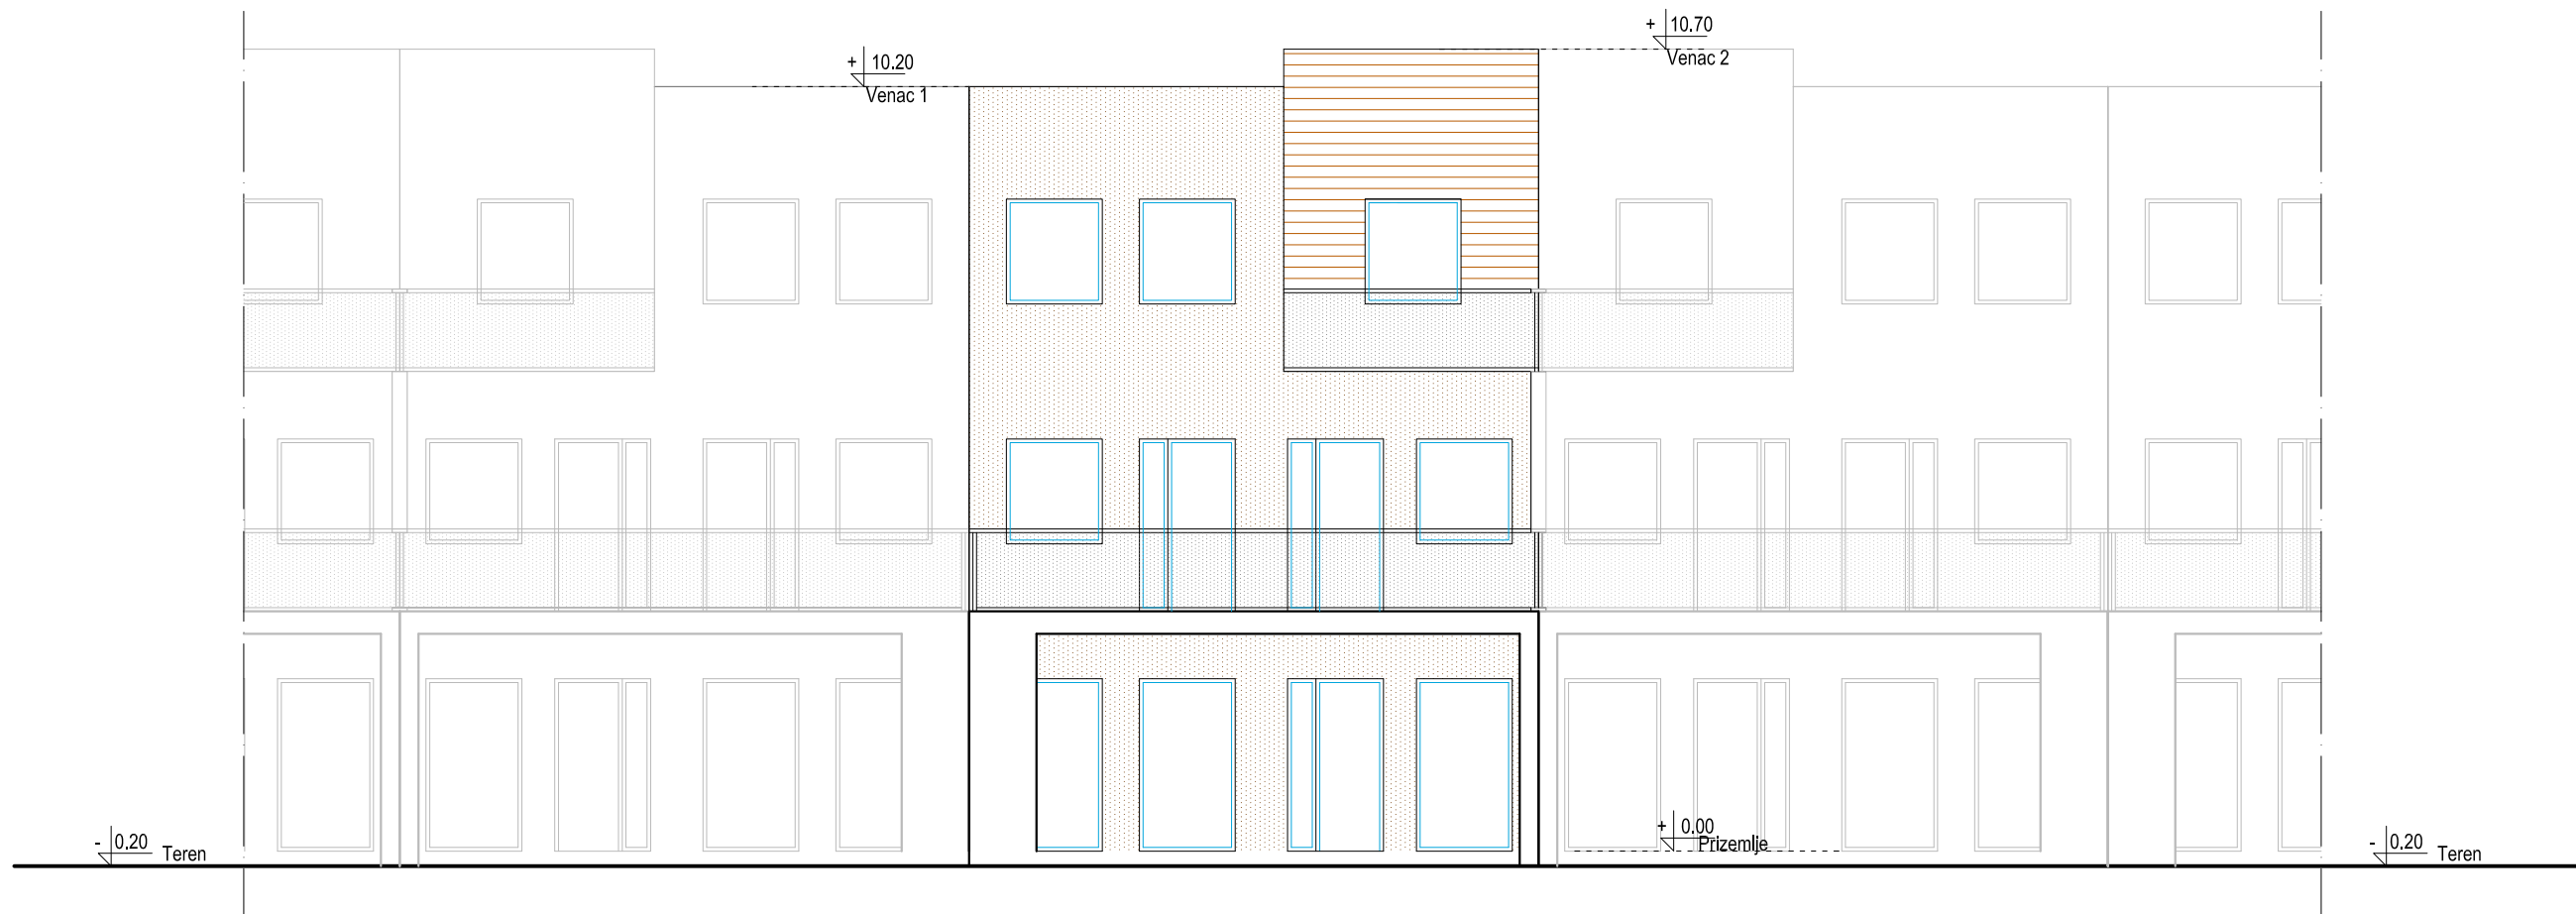 + 10.70
Venac 2
+ 10.20
Venac 1
+ 0.00
Prizemlje
- 0.20 Teren
- 0.20 Teren